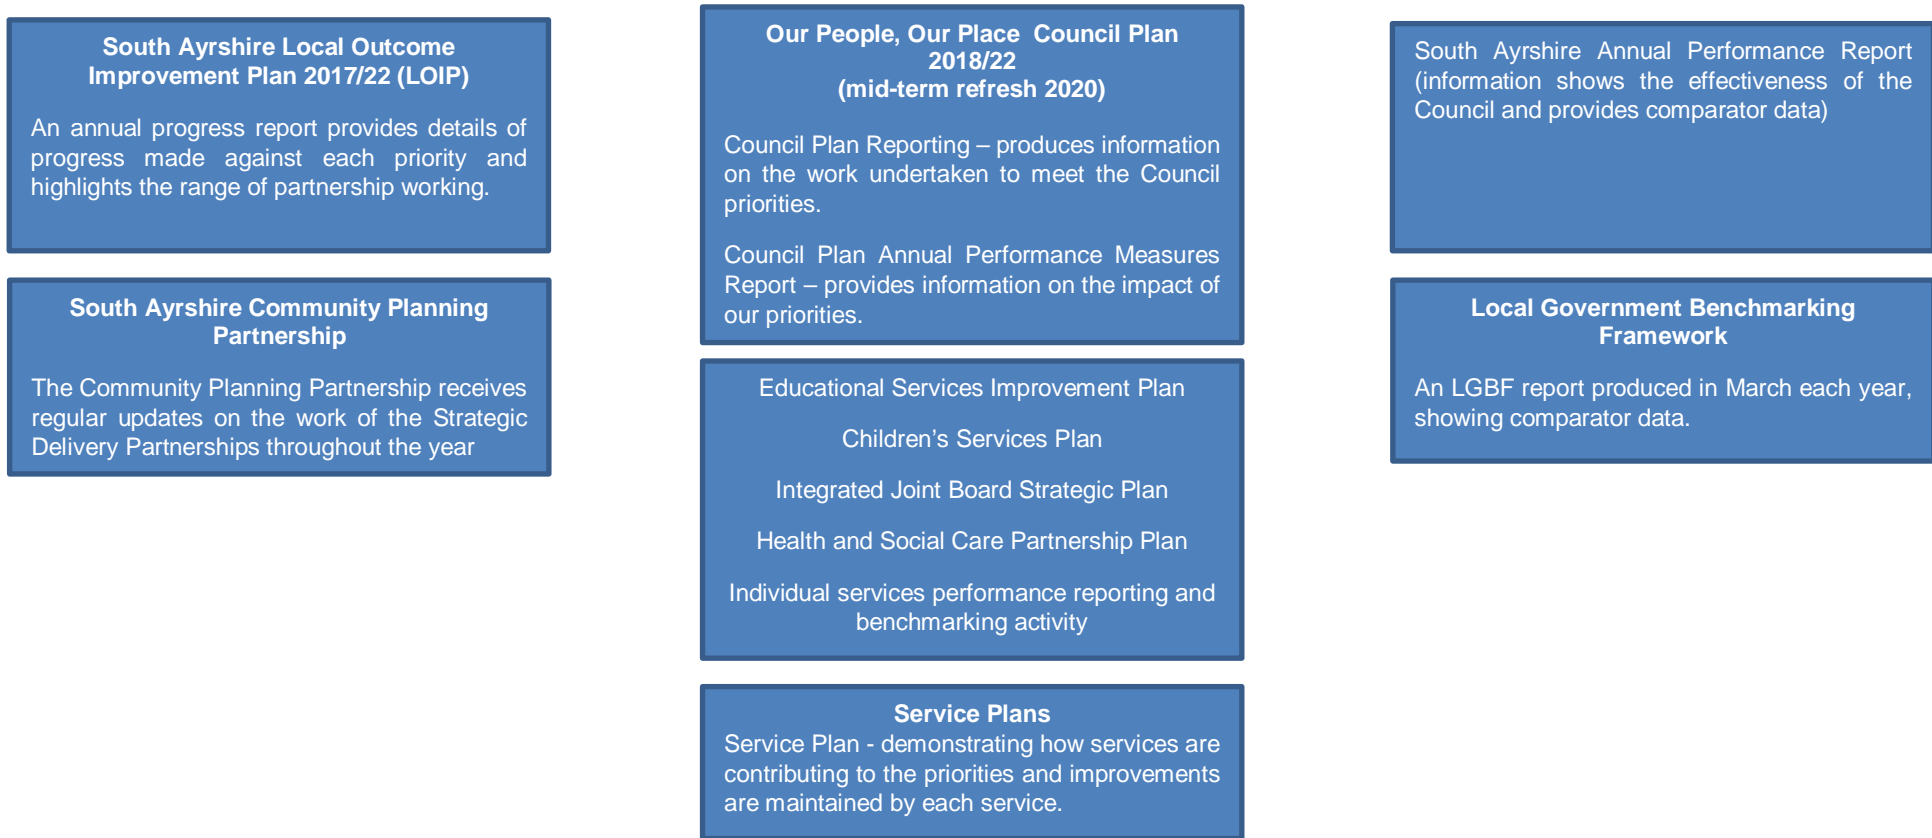 South Ayrshire Local Outcome
Improvement Plan 2017/22 (LOIP)
An annual progress report provides details of
progress made against each priority and
highlights the range of partnership working.
South Ayrshire Community Planning
Partnership
The Community Planning Partnership receives
regular updates on the work of the Strategic
Delivery Partnerships throughout the year
Our People, Our Place  Council Plan
2018/22
(mid-term refresh 2020)
Council Plan Reporting – produces information
on the work undertaken to meet the Council
priorities.
Council Plan Annual Performance Measures
Report – provides information on the impact of
our priorities.
Educational Services Improvement Plan
Children’s Services Plan
Integrated Joint Board Strategic Plan
Health and Social Care Partnership Plan
Individual services performance reporting and
benchmarking activity
Service Plans
Service Plan - demonstrating how services are
contributing to the priorities and improvements
are maintained by each service.
South Ayrshire Annual Performance Report
(information shows the effectiveness of the
Council and provides comparator data)
Local Government Benchmarking
Framework
An LGBF report produced in March each year,
showing comparator data.